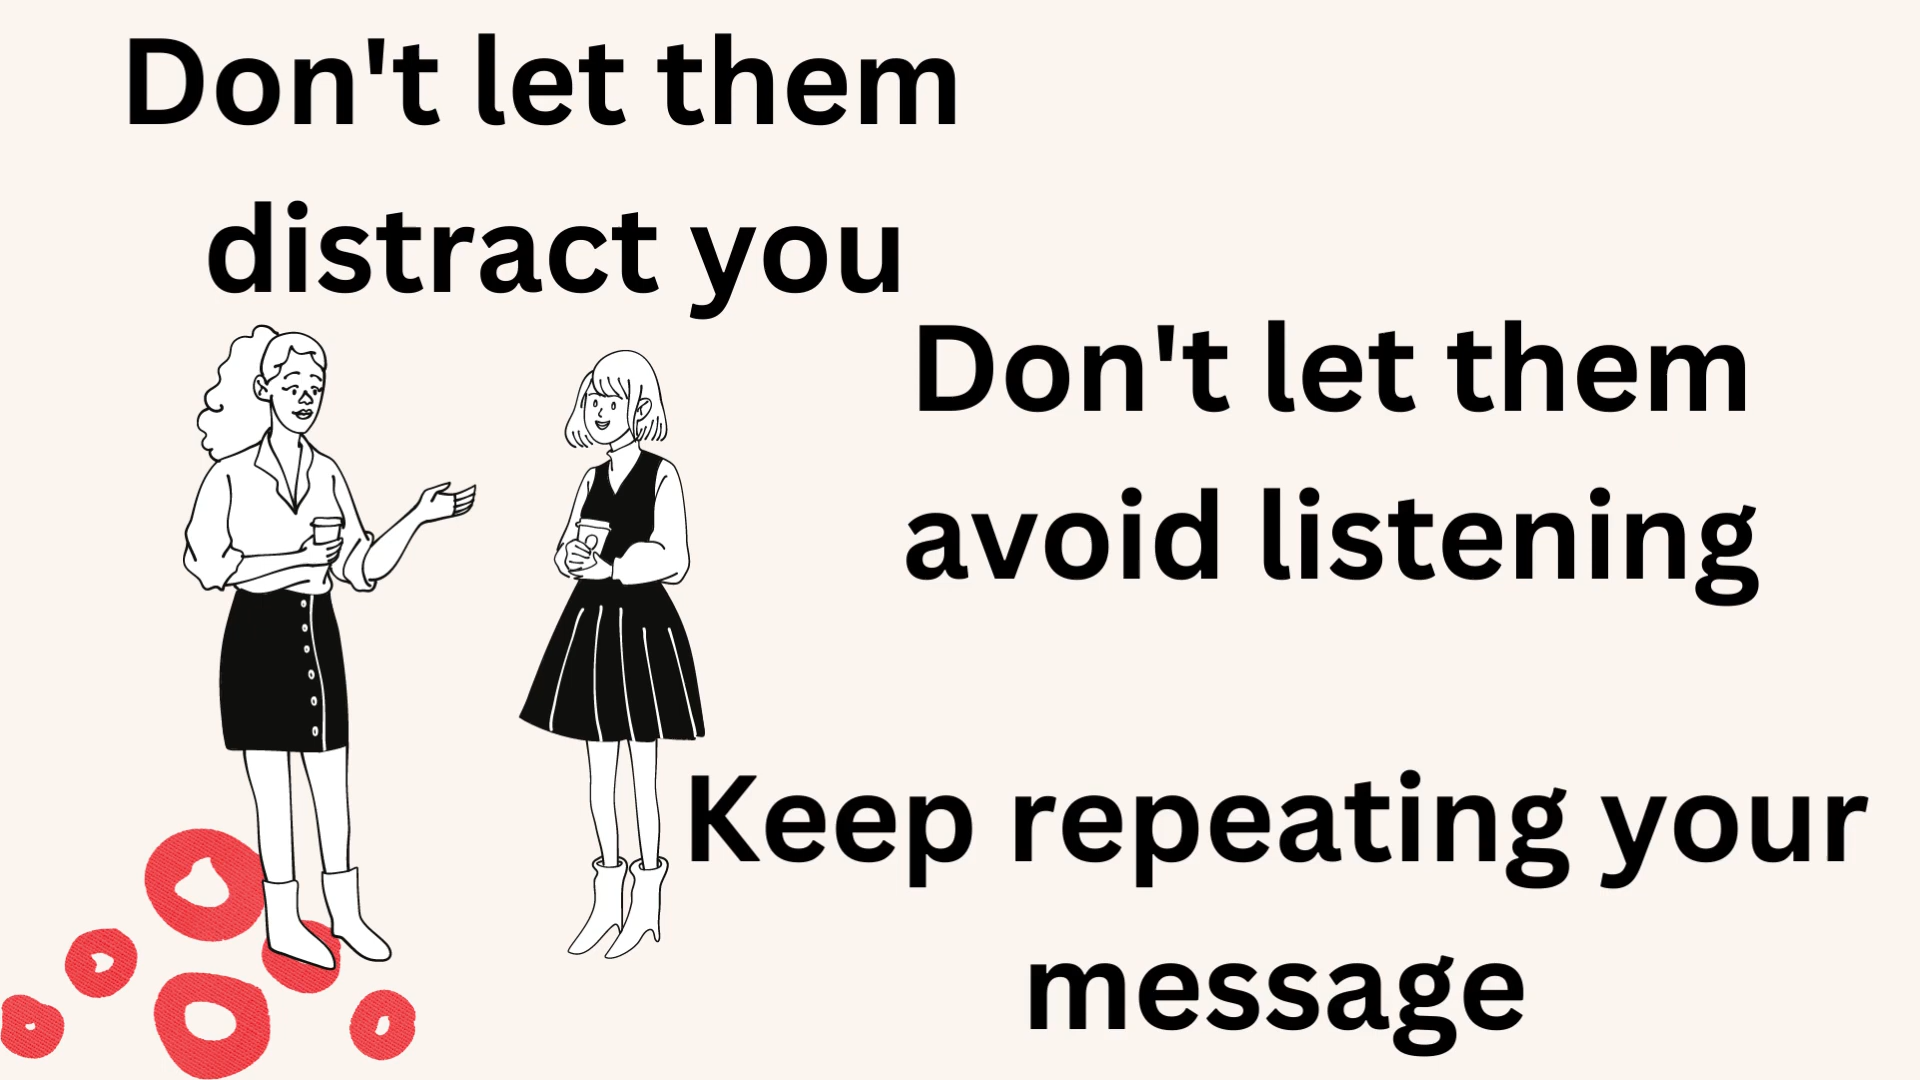 Don't let them
distract you
Don't let them
avoid listening
Keep repeating your
message